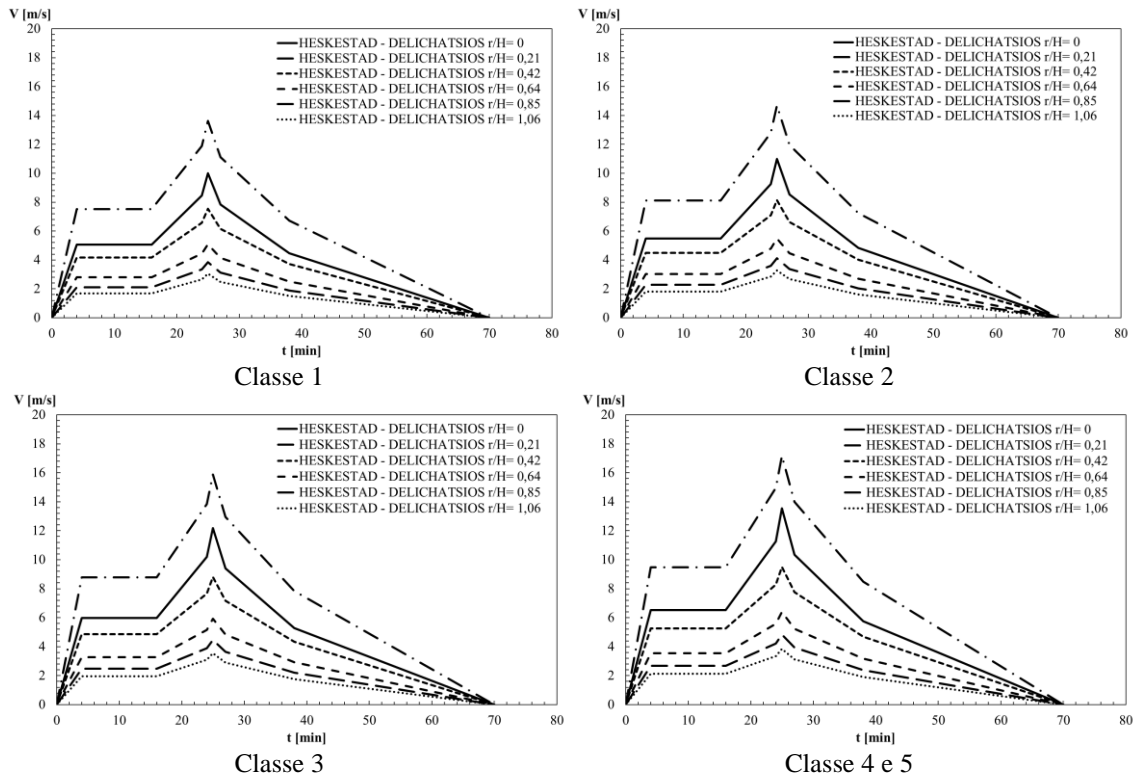 V [m/s]
20
18
16
14
12
10
8
6
4
2
0
HESKESTAD - DELICHATSIOS r/H= 0
HESKESTAD - DELICHATSIOS r/H= 0,21
HESKESTAD - DELICHATSIOS r/H= 0,42
HESKESTAD - DELICHATSIOS r/H= 0,64
HESKESTAD - DELICHATSIOS r/H= 0,85
HESKESTAD - DELICHATSIOS r/H= 1,06
0 10 20 30 40 50 60 70 80
t [min]
Classe 1
V [m/s]
20
18
16
14
12
10
8
6
4
2
0
HESKESTAD - DELICHATSIOS r/H= 0
HESKESTAD - DELICHATSIOS r/H= 0,21
HESKESTAD - DELICHATSIOS r/H= 0,42
HESKESTAD - DELICHATSIOS r/H= 0,64
HESKESTAD - DELICHATSIOS r/H= 0,85
HESKESTAD - DELICHATSIOS r/H= 1,06
0 10 20 30 40 50 60 70 80
t [min]
Classe 2
V [m/s]
20
18
16
14
12
10
8
6
4
2
0
HESKESTAD - DELICHATSIOS r/H= 0
HESKESTAD - DELICHATSIOS r/H= 0,21
HESKESTAD - DELICHATSIOS r/H= 0,42
HESKESTAD - DELICHATSIOS r/H= 0,64
HESKESTAD - DELICHATSIOS r/H= 0,85
HESKESTAD - DELICHATSIOS r/H= 1,06
0 10 20 30 40 50 60 70 80
t [min]
Classe 3
V [m/s]
20
18
16
14
12
10
8
6
4
2
0
HESKESTAD - DELICHATSIOS r/H= 0
HESKESTAD - DELICHATSIOS r/H= 0,21
HESKESTAD - DELICHATSIOS r/H= 0,42
HESKESTAD - DELICHATSIOS r/H= 0,64
HESKESTAD - DELICHATSIOS r/H= 0,85
HESKESTAD - DELICHATSIOS r/H= 1,06
0 10 20 30 40 50 60 70 80
t [min]
Classe 4 e 5